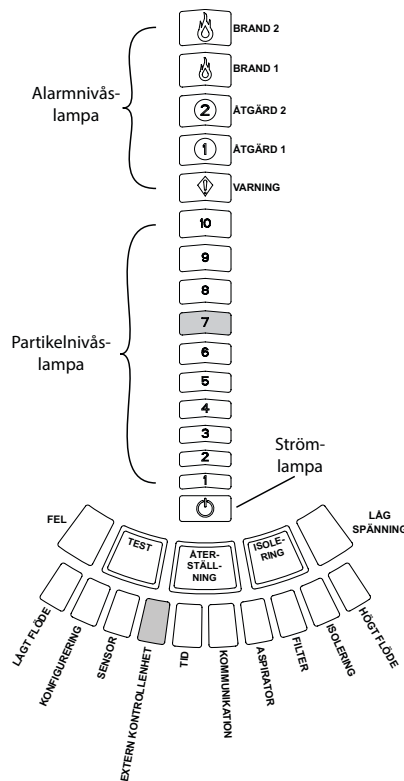 BRAND 2
BRAND 1
Alarmnivås-
lampa
2
ÅTGÄRD 2
1
ÅTGÄRD 1
VARNING
10
9
8
7
Partikelnivås-
lampa
6
5
4
3
2
1
Ström-
lampa
FEL
TEST
ÅTER-
STÄLL-
NING
ISOLE-
RING
LÅG
SPÄNNING
LÅGT FLÖDE
KONFIGURERING
SENSOR
EXTERN KONTROLLENHET
TID
KOMMUNIKATION
ASPIRATOR
FILTER
ISOLERING
HÖGT FLÖDE